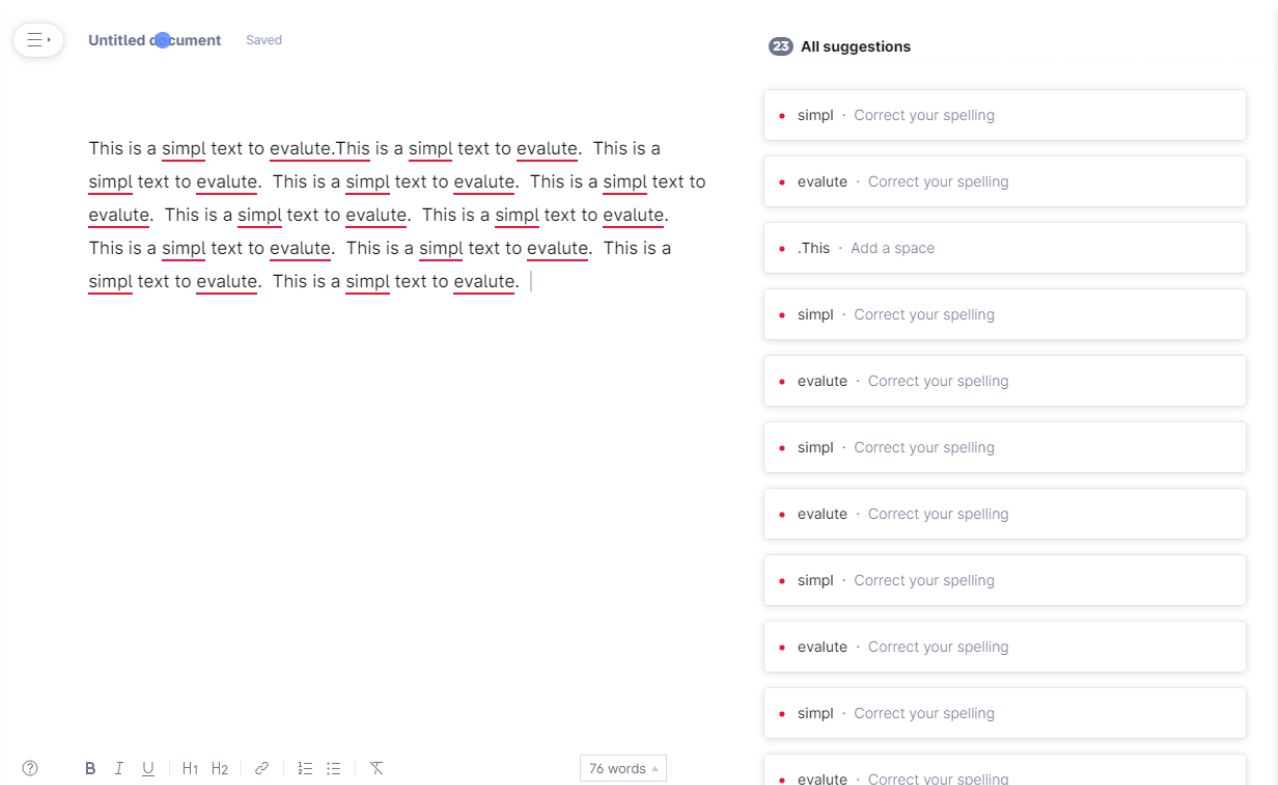 Untitled document Saved
This is a simpl text to evalute.This is a simpl text to evalute.  This is a
simpl text to evalute.  This is a simpl text to evalute.  This is a simpl text to
evalute.  This is a simpl text to evalute.  This is a simpl text to evalute.
This is a simpl text to evalute.  This is a simpl text to evalute.  This is a
simpl text to evalute.  This is a simpl text to evalute.
B I U H1 H2
76 words
23 All suggestions
simpl · Correct your spelling
evalute · Correct your spelling
.This · Add a space
simpl · Correct your spelling
evalute · Correct your spelling
simpl · Correct your spelling
evalute · Correct your spelling
simpl · Correct your spelling
evalute · Correct your spelling
simpl · Correct your spelling
evalute · Correct your spelling